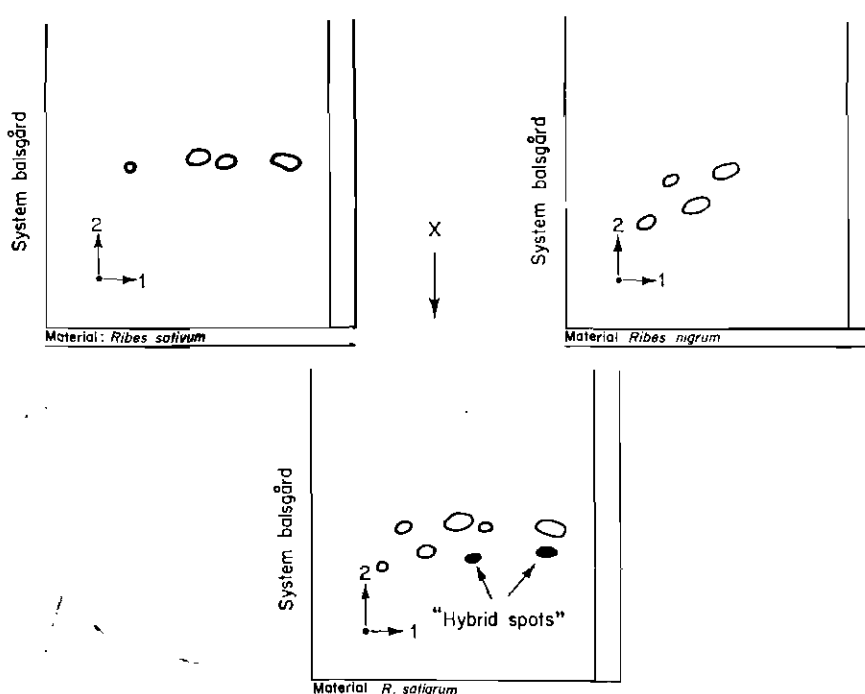 System balsgård
2
1
Material: Ribes sativum
X
System balsgård
2
1
Material Ribes nigrum
System balsgård
2
1
"Hybrid spots"
Material R. satiarum